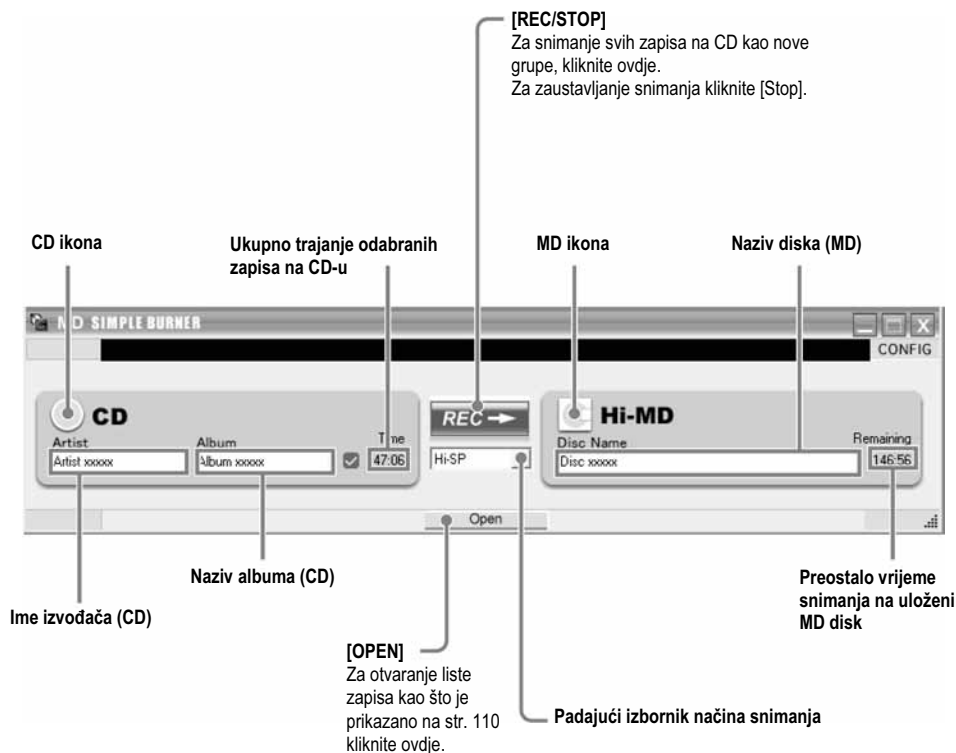 [REC/STOP]
Za snimanje svih zapisa na CD kao nove
grupe, kliknite ovdje.
Za zaustavljanje snimanja kliknite [Stop].
CD ikona
Ukupno trajanje odabranih
zapisa na CD-u
MD ikona
Naziv diska (MD)
MD SIMPLE BURNER
CONFIG
CD
REC
Hi-MD
Artist
Album
Time
Disc Name
Remaining
Artist xxxxx
Album xxxxx
47:06
Hi-SP
Disc xxxxx
146:56
Open
Naziv albuma (CD)
Ime izvođača (CD)
Preostalo vrijeme
snimanja na uloženi
MD disk
[OPEN]
Za otvaranje liste
zapisa kao što je
prikazano na str. 110
kliknite ovdje.
Padajući izbornik načina snimanja